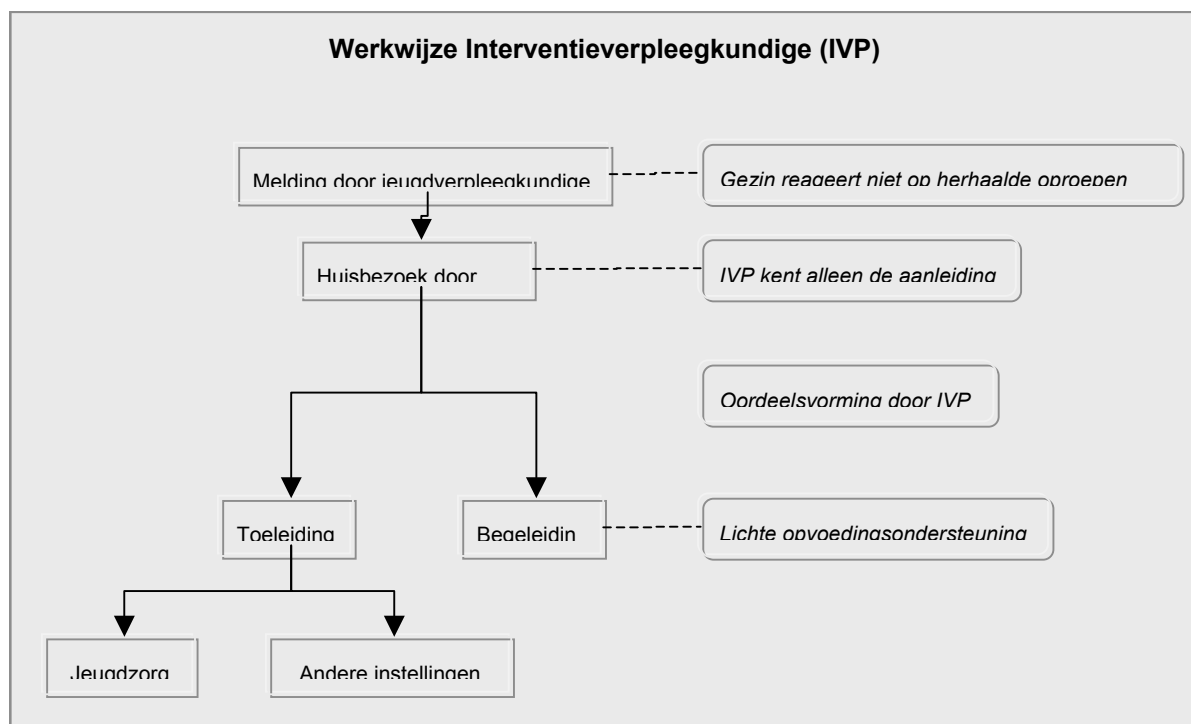 Werkwijze Interventieverpleegkundige (IVP)
Melding door jeugdverpleegkundige
Gezin reageert niet op herhaalde oproepen
Huisbezoek door
IVP kent alleen de aanleiding
Oordeelsvorming door IVP
Toeleiding
Begeleidin
Lichte opvoedingsondersteuning
Jeugdzorg
Andere instellingen